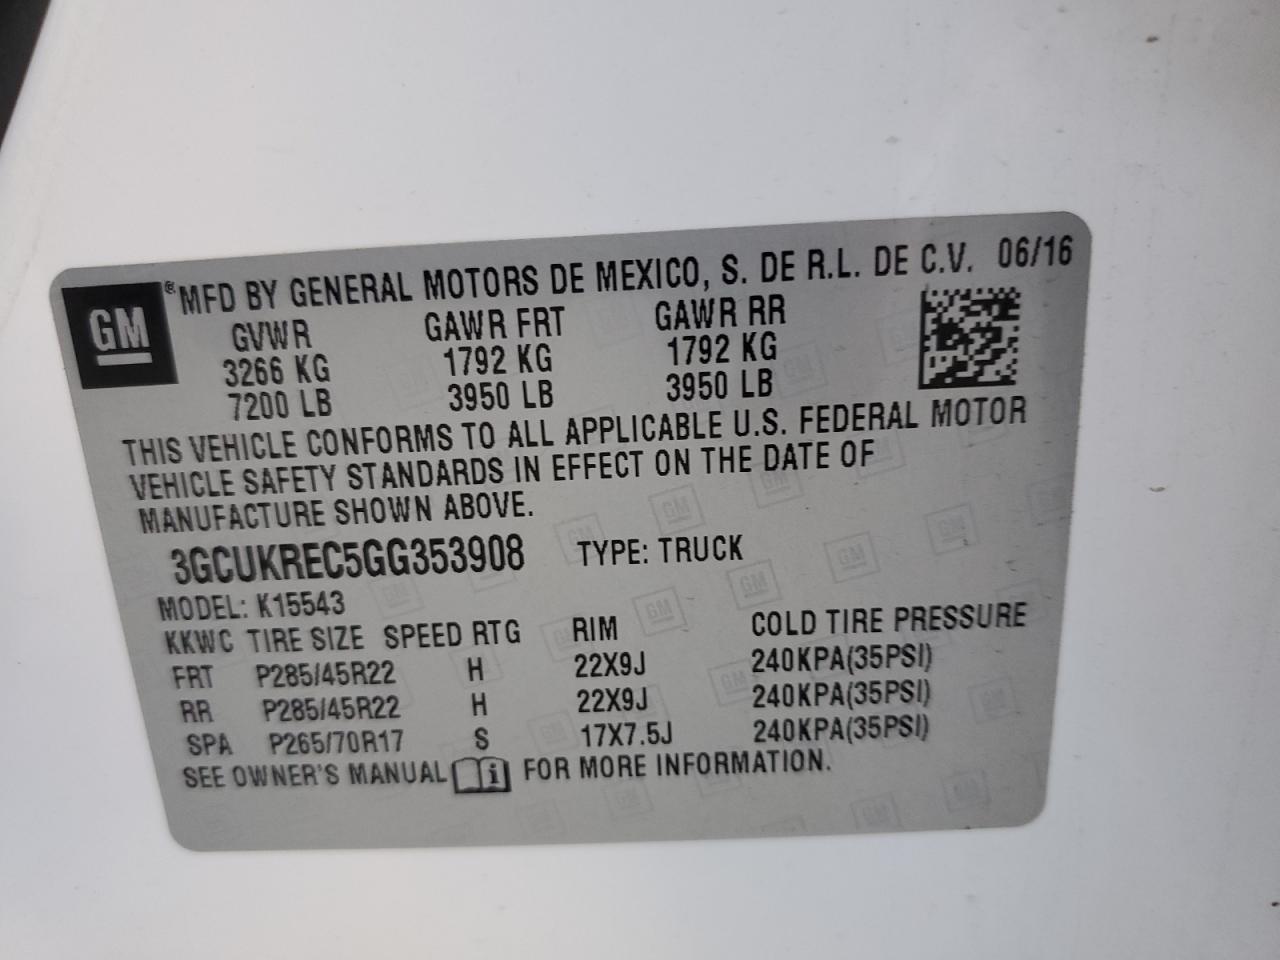 GM ® MFD BY GENERAL MOTORS DE MEXICO, S. DE R.L. DE C.V. 06/16
GVWR GAWR FRT GAWR RR
3266 KG 1792 KG 1792 KG
7200 LB 3950 LB 3950 LB
THIS VEHICLE CONFORMS TO ALL APPLICABLE U.S. FEDERAL MOTOR
VEHICLE SAFETY STANDARDS IN EFFECT ON THE DATE OF
MANUFACTURE SHOWN ABOVE.
3GCUKREC5GG353908 TYPE: TRUCK
MODEL: K15543
KKWC TIRE SIZE SPEED RTG RIM COLD TIRE PRESSURE
FRT P285/45R22 H 22X9J 240KPA(35PSI)
RR P285/45R22 H 22X9J 240KPA(35PSI)
SPA P265/70R17 S 17X7.5J 240KPA(35PSI)
SEE OWNER'S MANUAL i FOR MORE INFORMATION.